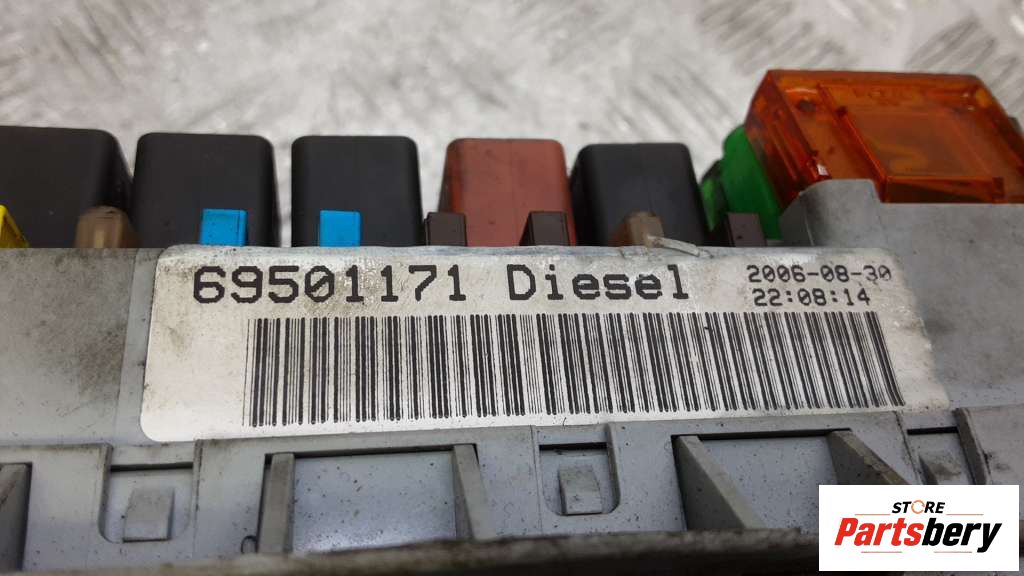 69501171 Diesel
2006-08-30
22:08:14
STORE
Partsbery